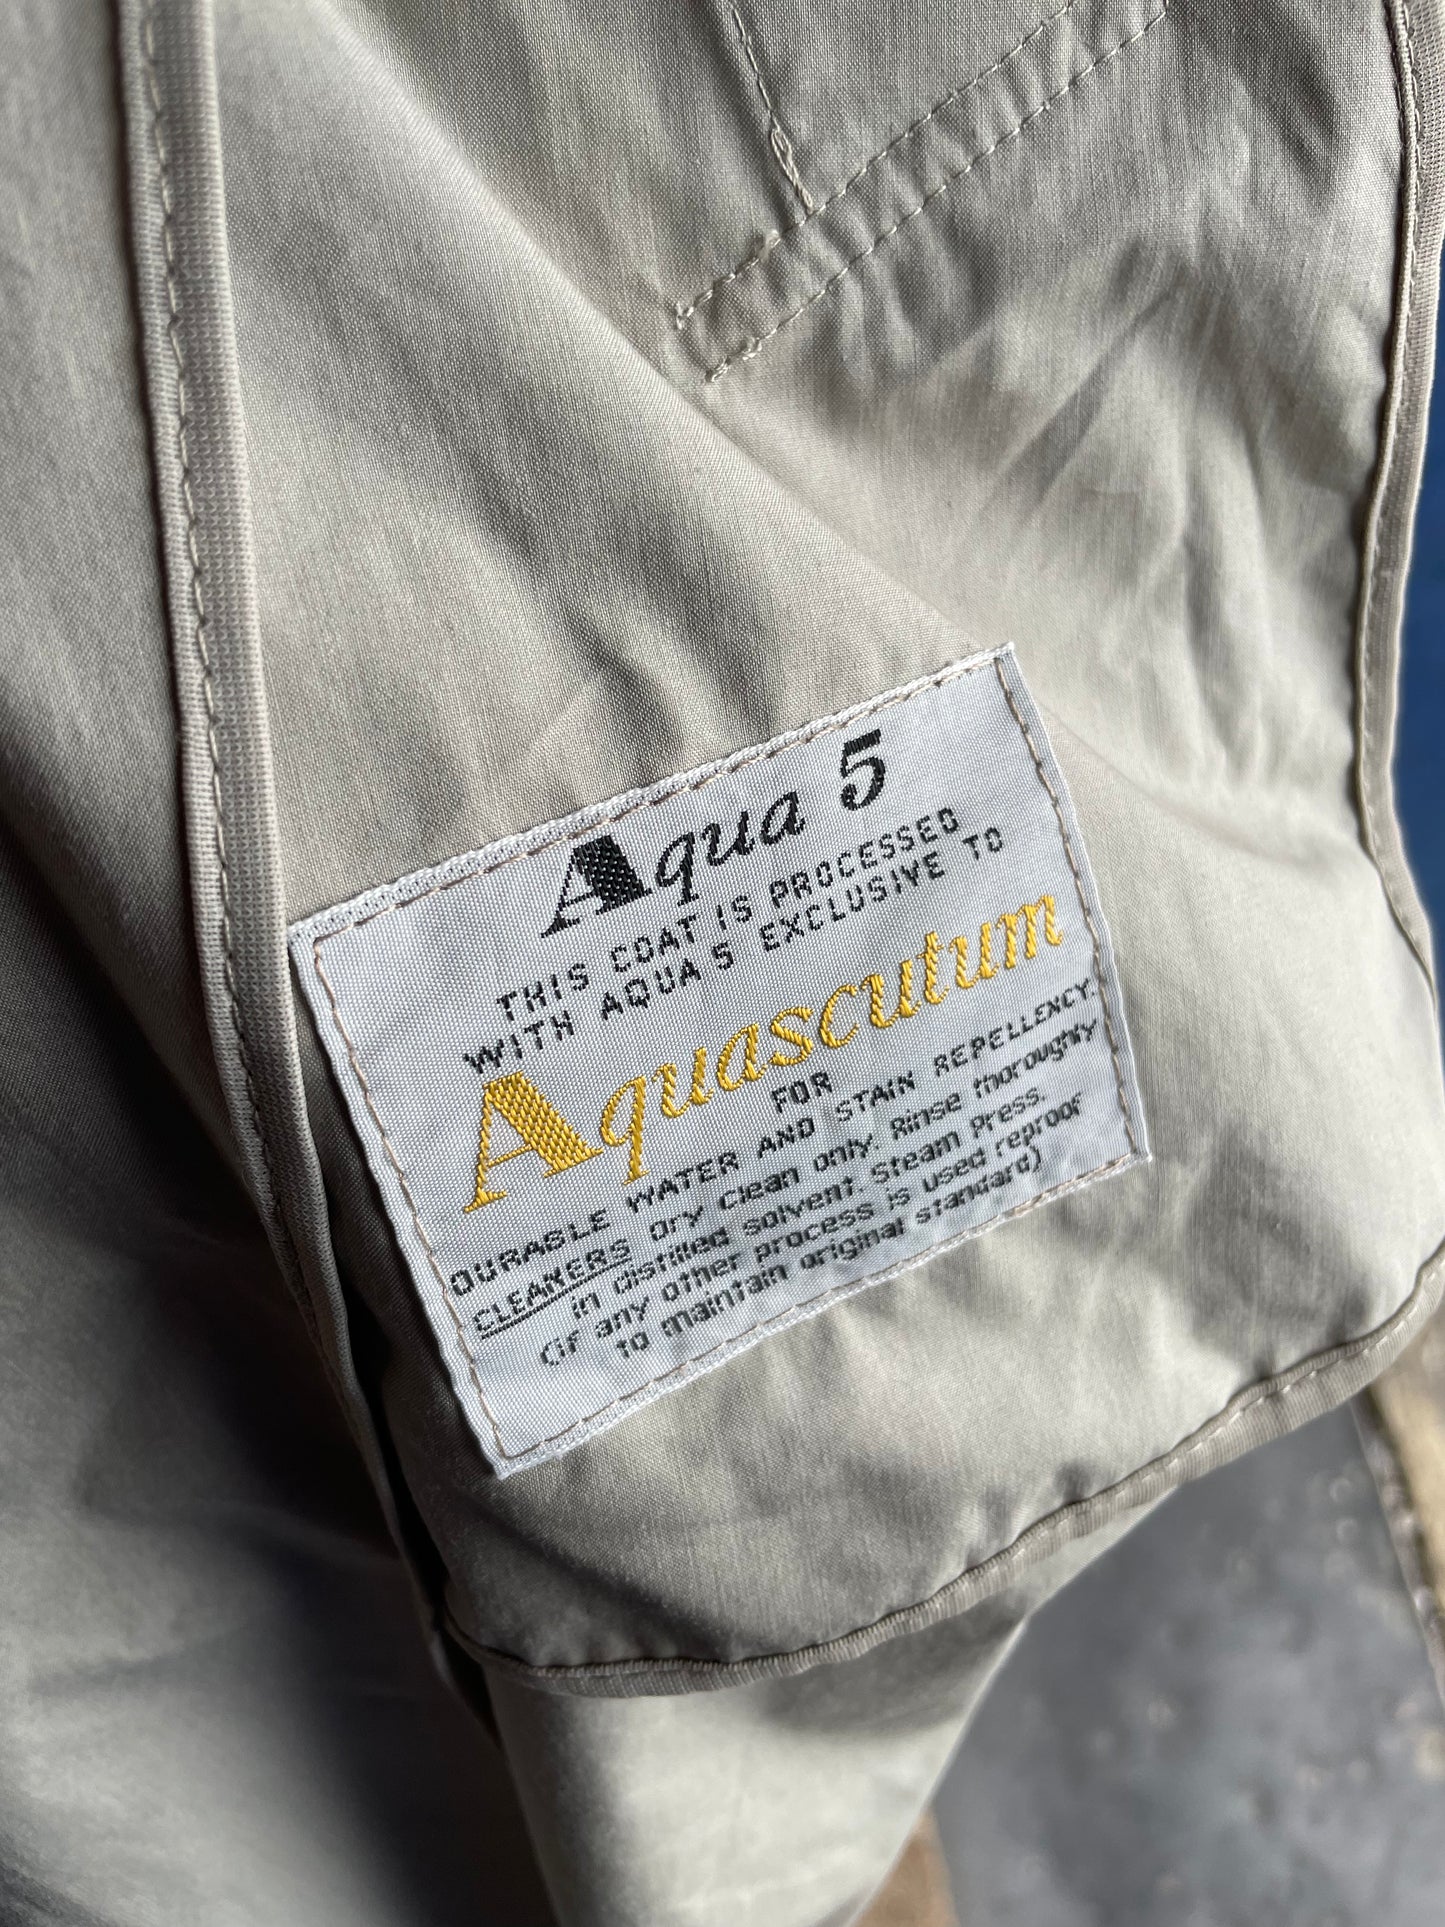 Aqua 5
THIS COAT IS PROCESSED
WITH AQUA 5 EXCLUSIVE TO
Aquascutum
FOR
DURABLE WATER AND STAIN REPELLENCY.
CLEANERS Dry clean only. Rinse thoroughly
in distilled solvent. Steam Press.
(if any other process is used reproof
to maintain original standard)